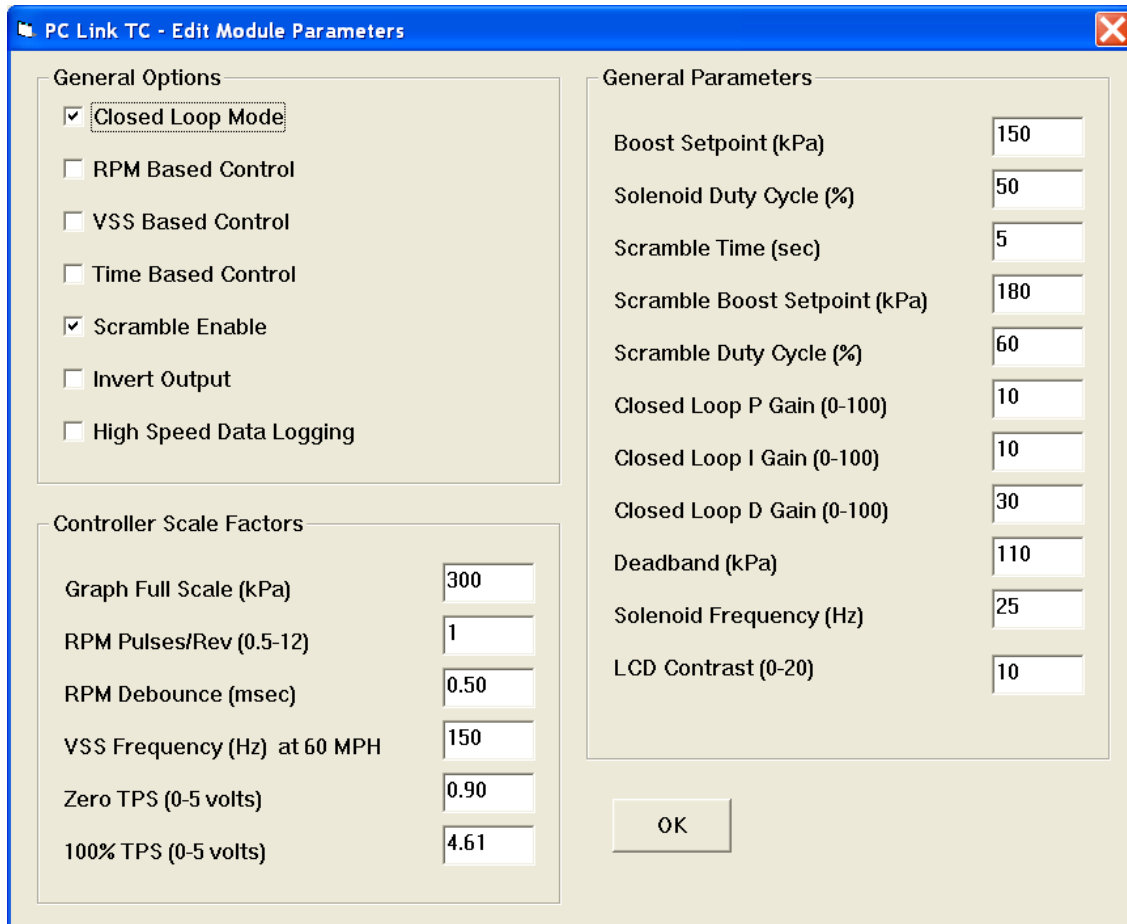 PC Link TC - Edit Module Parameters
General Options
Closed Loop Mode
RPM Based Control
VSS Based Control
Time Based Control
Scramble Enable
Invert Output
High Speed Data Logging
Controller Scale Factors
Graph Full Scale (kPa) 300
RPM Pulses/Rev (0.5-12) 1
RPM Debounce (msec) 0.50
VSS Frequency (Hz)  at 60 MPH 150
Zero TPS (0-5 volts) 0.90
100% TPS (0-5 volts) 4.61
General Parameters
Boost Setpoint (kPa) 150
Solenoid Duty Cycle (%) 50
Scramble Time (sec) 5
Scramble Boost Setpoint (kPa) 180
Scramble Duty Cycle (%) 60
Closed Loop P Gain (0-100) 10
Closed Loop I Gain (0-100) 10
Closed Loop D Gain (0-100) 30
Deadband (kPa) 110
Solenoid Frequency (Hz) 25
LCD Contrast (0-20) 10
OK